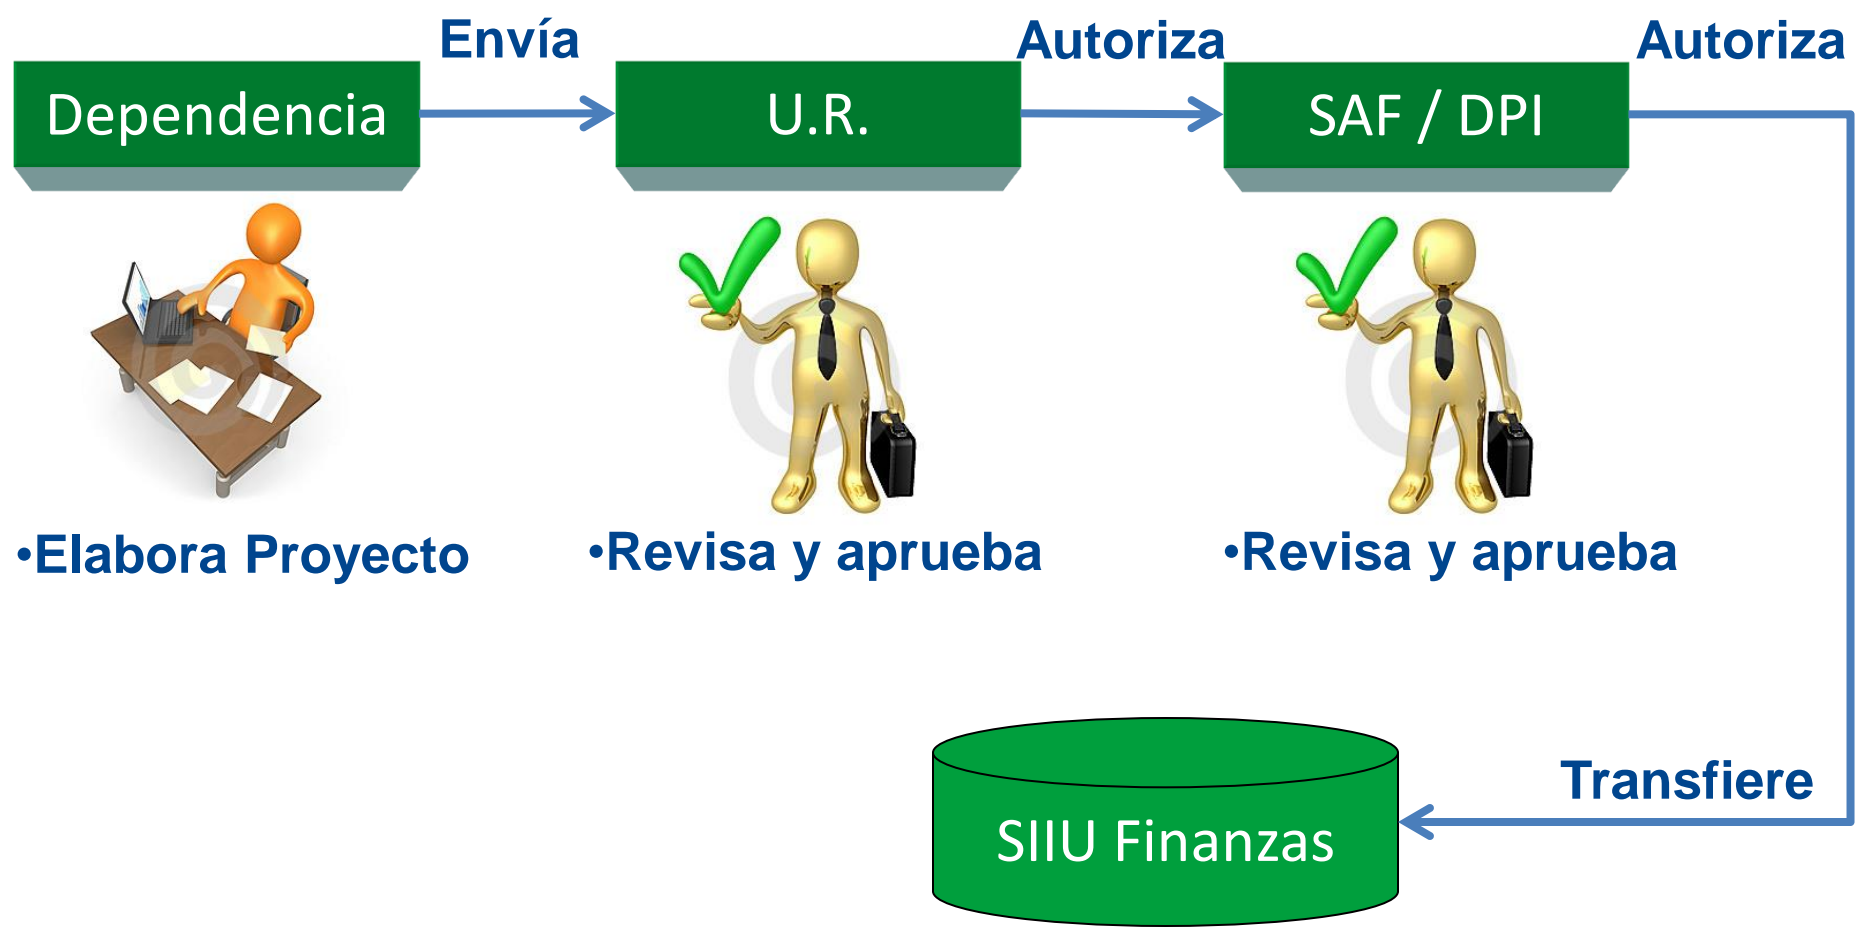 Envía
Autoriza
Autoriza
Dependencia
U.R.
SAF / DPI
•Elabora Proyecto
•Revisa y aprueba
•Revisa y aprueba
Transfiere
SIIU Finanzas